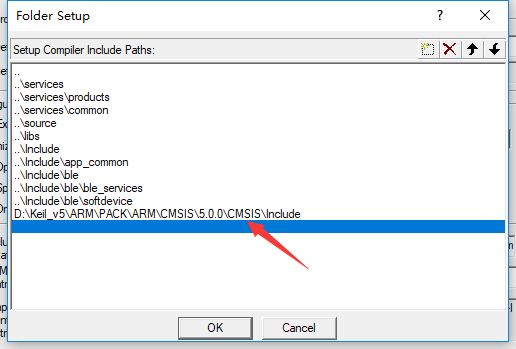 Folder Setup
?
Setup Compiler Include Paths:
..
..\services
..\services\products
..\services\common
..\source
..\libs
..\Include
..\Include\app_common
..\Include\ble
..\Include\ble\ble_services
..\Include\ble\softdevice
D:\Keil_v5\ARM\PACK\ARM\CMSIS\5.0.0\CMSIS\Include
OK
Cancel